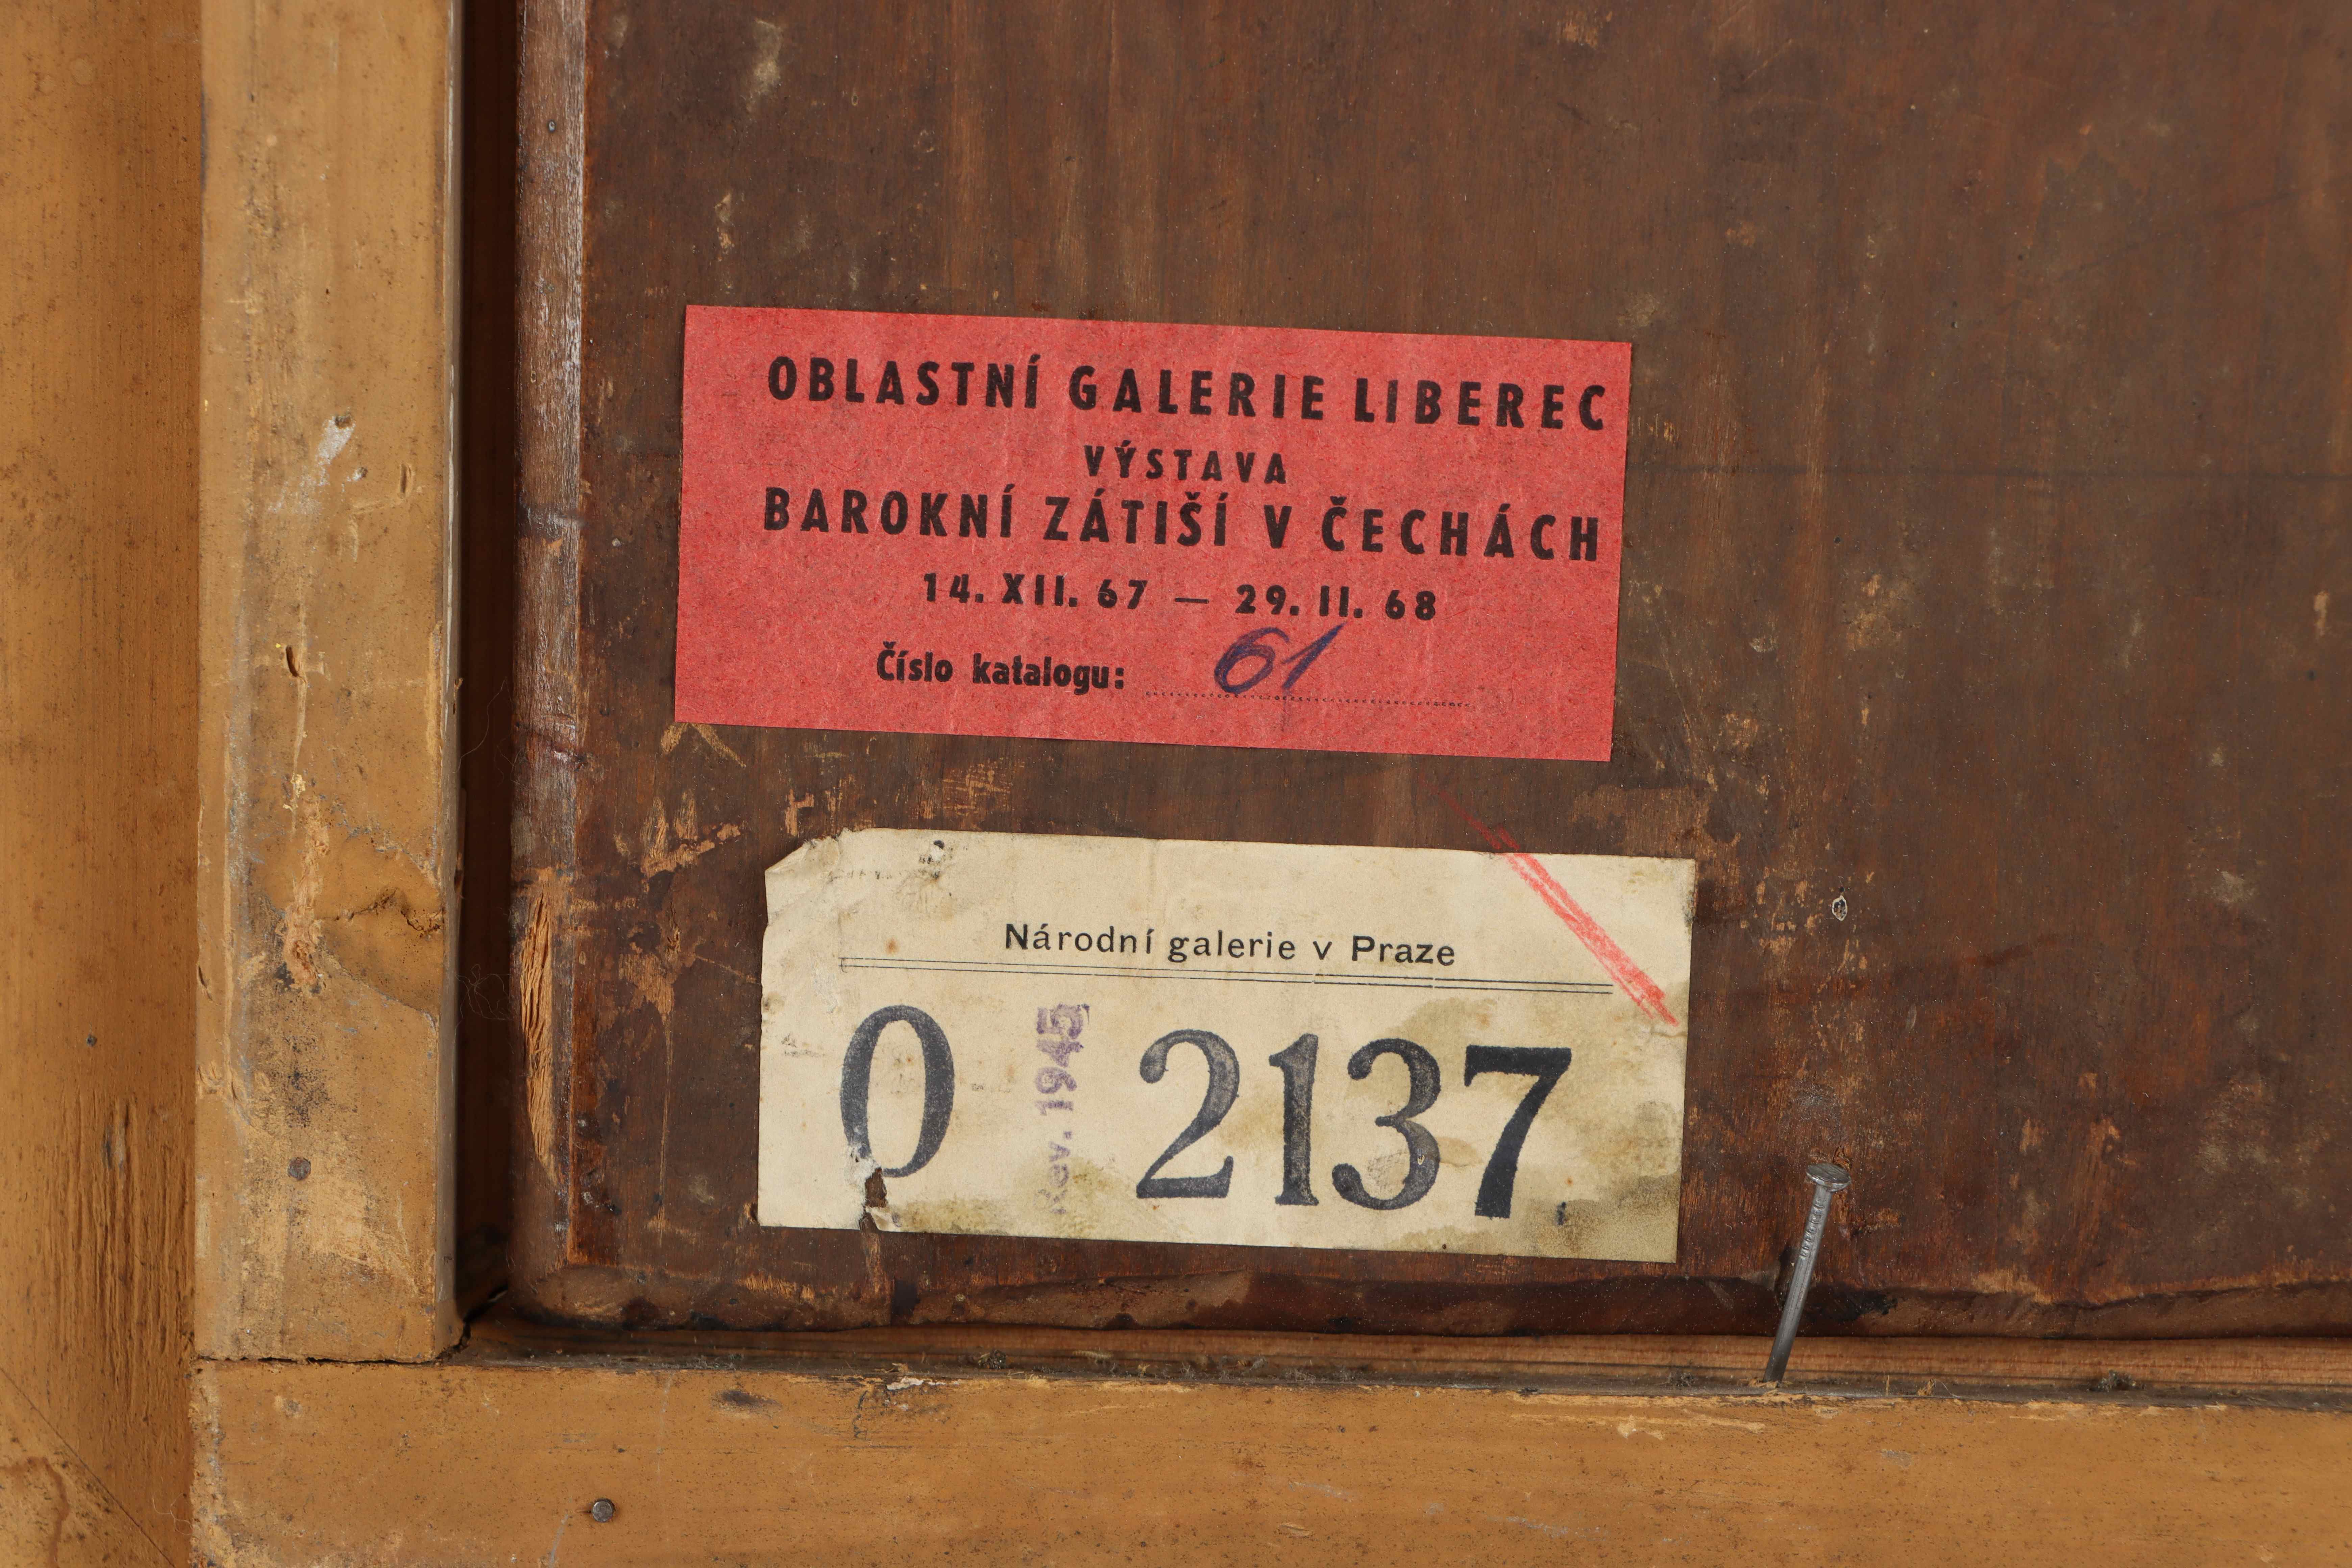 OBLASTNÍ GALERIE LIBEREC
VÝSTAVA
BAROKNÍ ZÁTIŠÍ V ČECHÁCH
14. XII. 67 — 29. II. 68
Číslo katalogu: 61
Národní galerie v Praze
O 2137
Rev. 1945